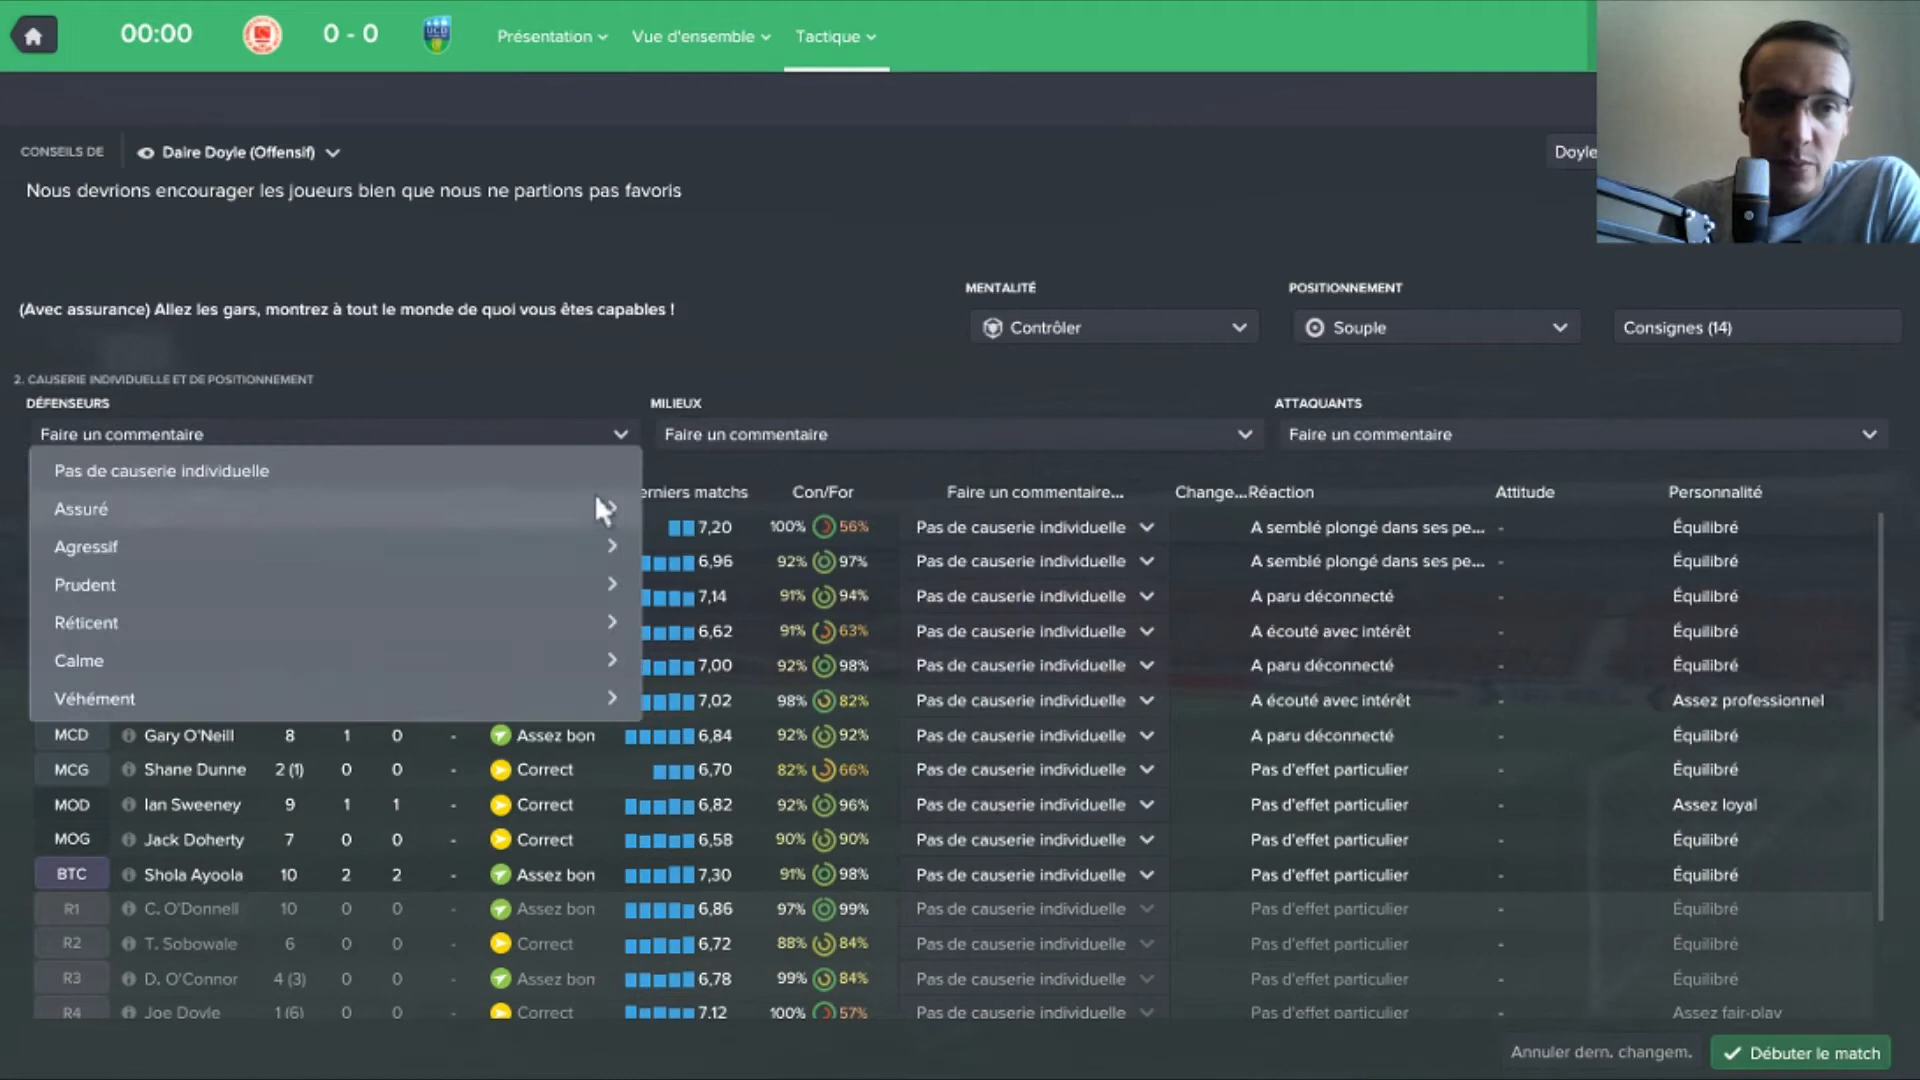 00:00 0 - 0 UCD Présentation Vue d'ensemble Tactique
CONSEILS DE Daire Doyle (Offensif) Doyle
Nous devrions encourager les joueurs bien que nous ne partions pas favoris
MENTALITÉ POSITIONNEMENT
(Avec assurance) Allez les gars, montrez à tout le monde de quoi vous êtes capables !
Contrôler Souple Consignes (14)
2. CAUSERIE INDIVIDUELLE ET DE POSITIONNEMENT
DÉFENSEURS MILIEUX ATTAQUANTS
Faire un commentaire Faire un commentaire Faire un commentaire
Pas de causerie individuelle
Assuré
Agressif
Prudent
Réticent
Calme
Véhément
erniers matchs Con/For Faire un commentaire... Change... Réaction Attitude Personnalité
7,20 100% 56% Pas de causerie individuelle A semblé plongé dans ses pe... - Équilibré
6,96 92% 97% Pas de causerie individuelle A semblé plongé dans ses pe... - Équilibré
7,14 91% 94% Pas de causerie individuelle A paru déconnecté - Équilibré
6,62 91% 63% Pas de causerie individuelle A écouté avec intérêt - Équilibré
7,00 92% 98% Pas de causerie individuelle A paru déconnecté - Équilibré
7,02 98% 82% Pas de causerie individuelle A écouté avec intérêt - Assez professionnel
MCD Gary O'Neill 8 1 0 - Assez bon 6,84 92% 92% Pas de causerie individuelle A paru déconnecté - Équilibré
MCG Shane Dunne 2 (1) 0 0 - Correct 6,70 82% 66% Pas de causerie individuelle Pas d'effet particulier - Équilibré
MOD Ian Sweeney 9 1 1 - Correct 6,82 92% 96% Pas de causerie individuelle Pas d'effet particulier - Assez loyal
MOG Jack Doherty 7 0 0 - Correct 6,58 90% 90% Pas de causerie individuelle Pas d'effet particulier - Équilibré
BTC Shola Ayoola 10 2 2 - Assez bon 7,30 91% 98% Pas de causerie individuelle Pas d'effet particulier - Équilibré
R1 C. O'Donnell 10 0 0 - Assez bon 6,86 97% 99% Pas de causerie individuelle Pas d'effet particulier - Équilibré
R2 T. Sobowale 6 0 0 - Correct 6,72 88% 84% Pas de causerie individuelle Pas d'effet particulier - Équilibré
R3 D. O'Connor 4 (3) 0 0 - Assez bon 6,78 99% 84% Pas de causerie individuelle Pas d'effet particulier - Équilibré
R4 Joe Doyle 1 (6) 0 0 - Correct 7,12 100% 57% Pas de causerie individuelle Pas d'effet particulier - Assez fair-play
Annuler dern. changem. Débuter le match